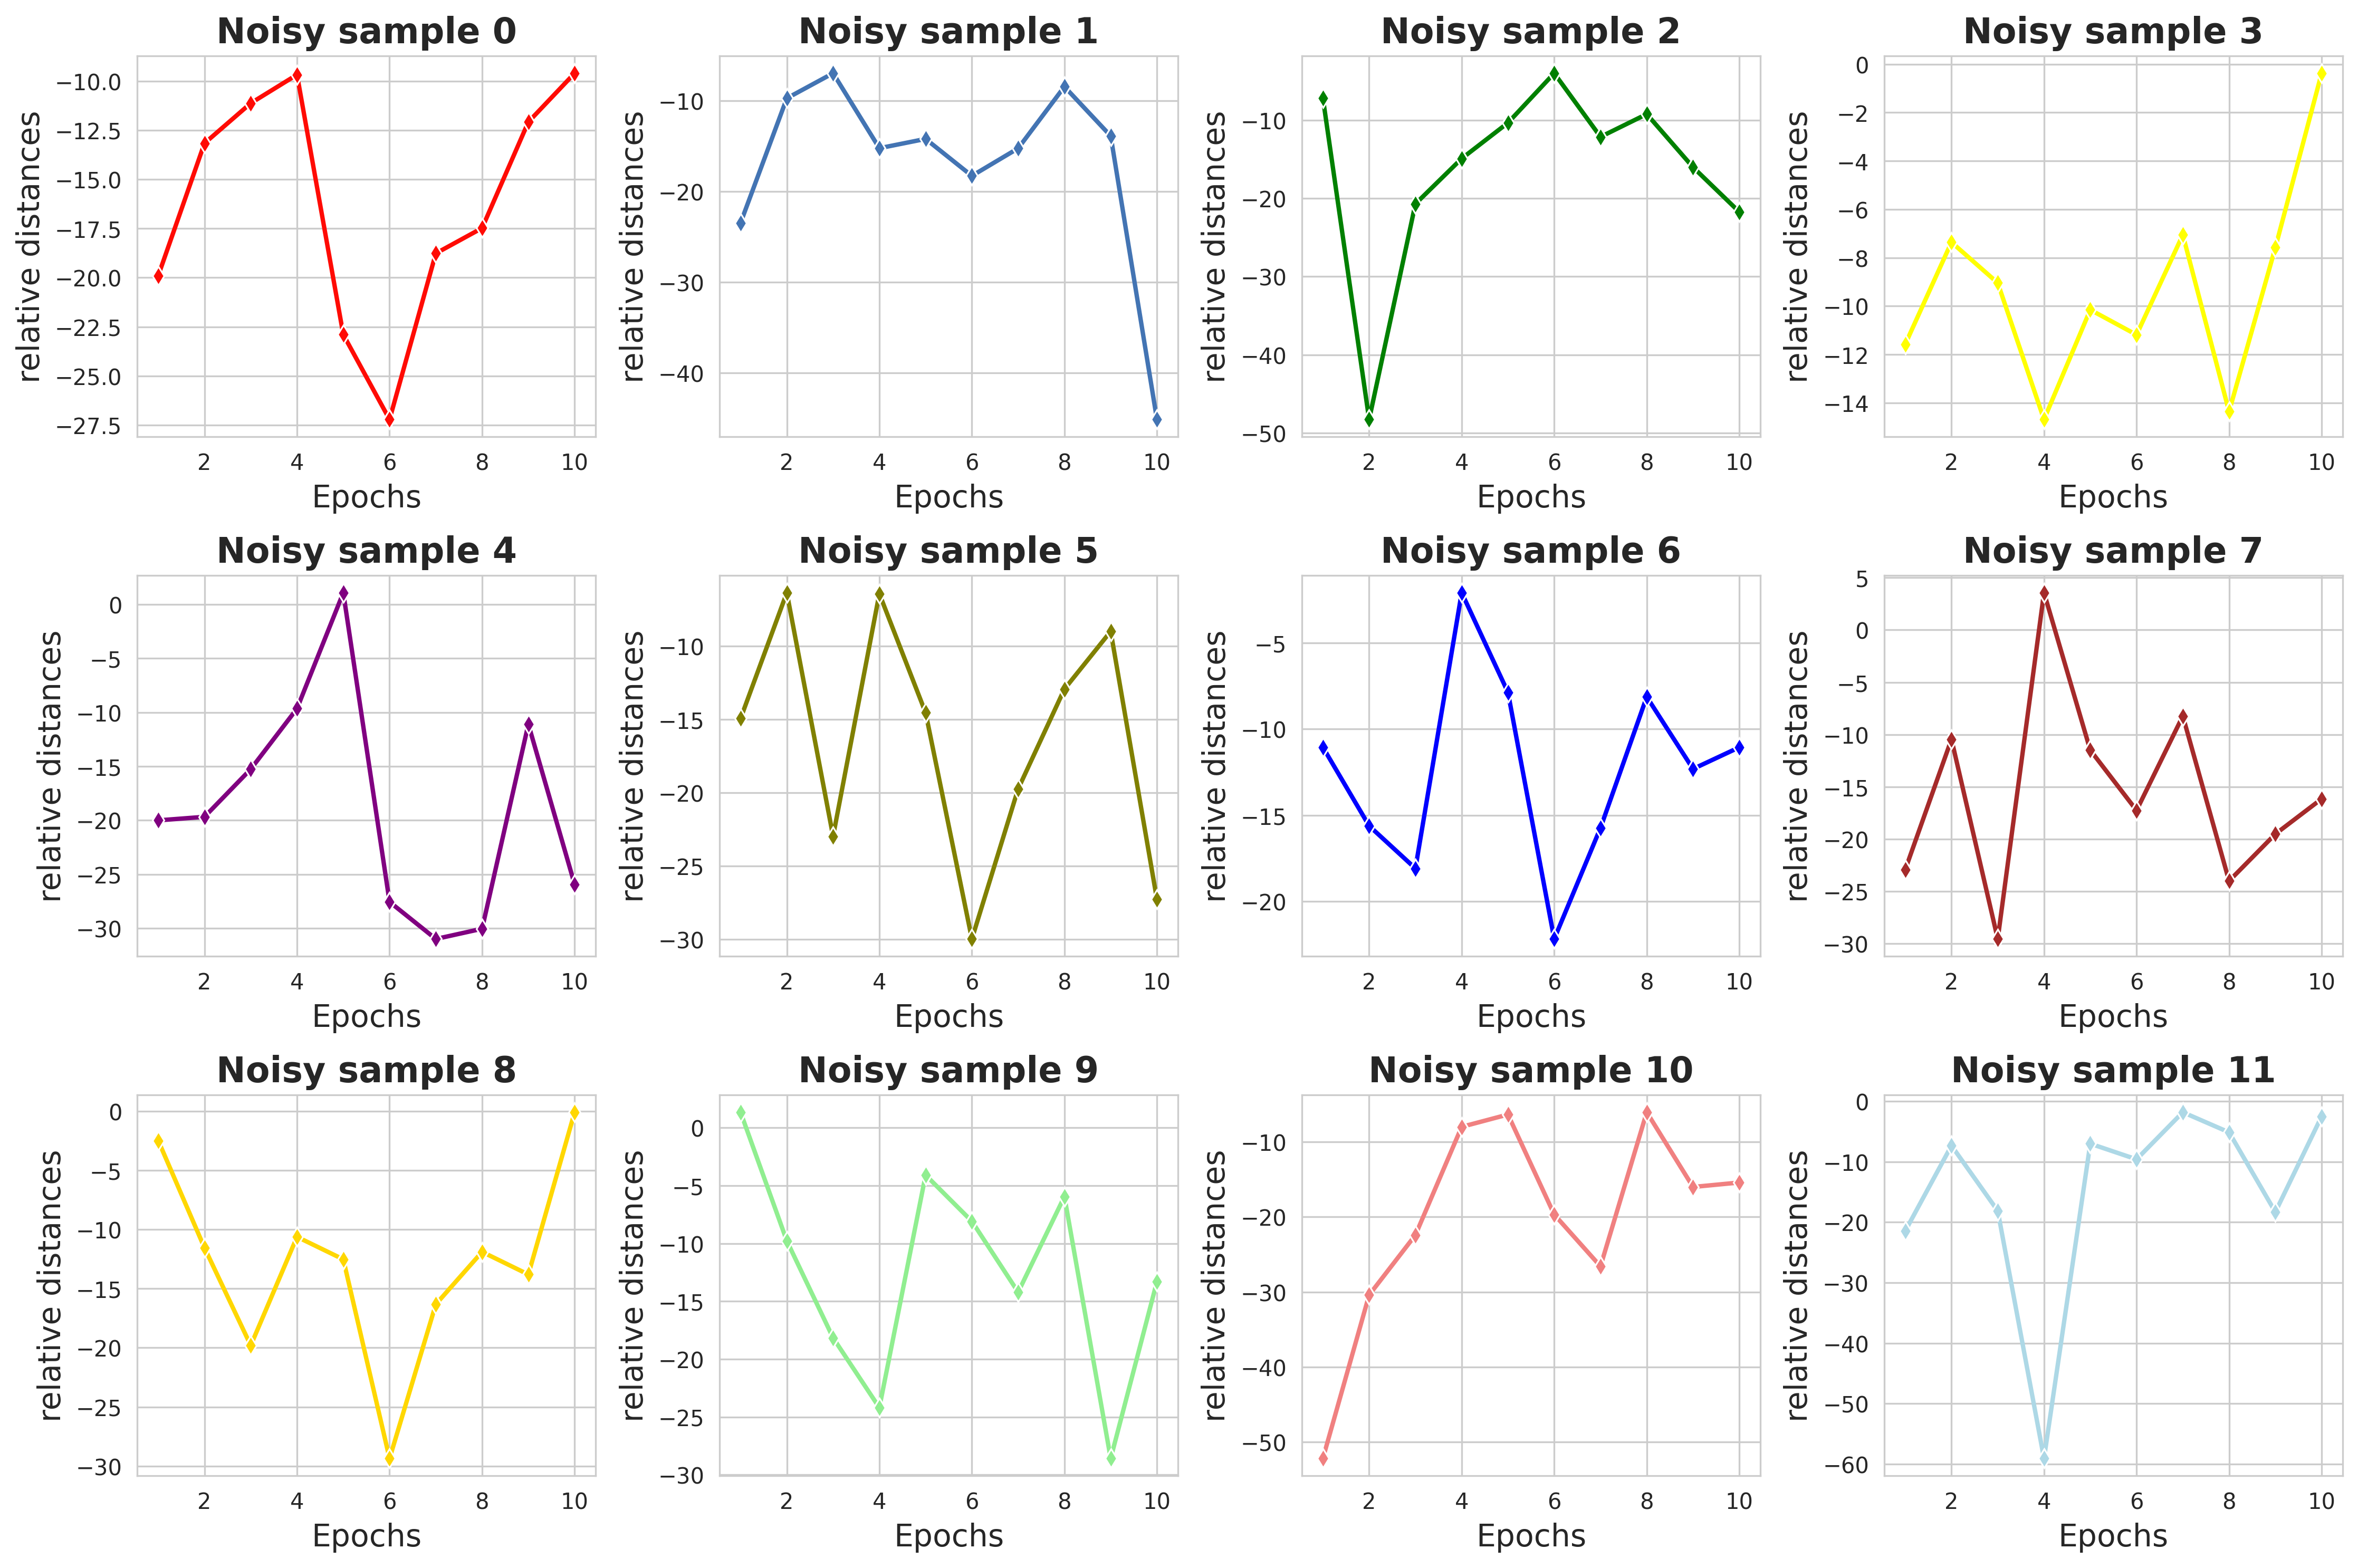 Noisy sample 0
relative distances
−10.0
−12.5
−15.0
−17.5
−20.0
−22.5
−25.0
−27.5
2 4 6 8 10
Epochs
Noisy sample 1
relative distances
−10
−20
−30
−40
2 4 6 8 10
Epochs
Noisy sample 2
relative distances
−10
−20
−30
−40
−50
2 4 6 8 10
Epochs
Noisy sample 3
relative distances
0
−2
−4
−6
−8
−10
−12
−14
2 4 6 8 10
Epochs
Noisy sample 4
relative distances
0
−5
−10
−15
−20
−25
−30
2 4 6 8 10
Epochs
Noisy sample 5
relative distances
−10
−15
−20
−25
−30
2 4 6 8 10
Epochs
Noisy sample 6
relative distances
−5
−10
−15
−20
2 4 6 8 10
Epochs
Noisy sample 7
relative distances
5
0
−5
−10
−15
−20
−25
−30
2 4 6 8 10
Epochs
Noisy sample 8
relative distances
0
−5
−10
−15
−20
−25
−30
2 4 6 8 10
Epochs
Noisy sample 9
relative distances
0
−5
−10
−15
−20
−25
−30
2 4 6 8 10
Epochs
Noisy sample 10
relative distances
−10
−20
−30
−40
−50
2 4 6 8 10
Epochs
Noisy sample 11
relative distances
0
−10
−20
−30
−40
−50
−60
2 4 6 8 10
Epochs